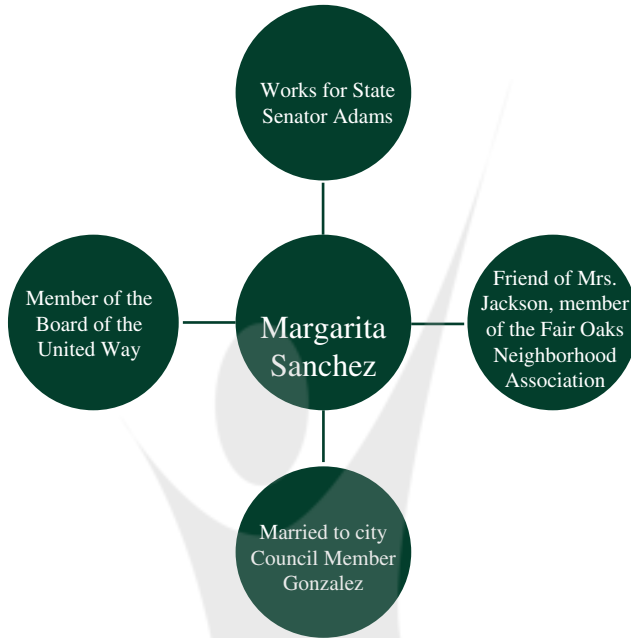 Works for State
Senator Adams
Member of the
Board of the
United Way
Margarita
Sanchez
Friend of Mrs.
Jackson, member
of the Fair Oaks
Neighborhood
Association
Married to city
Council Member
Gonzalez